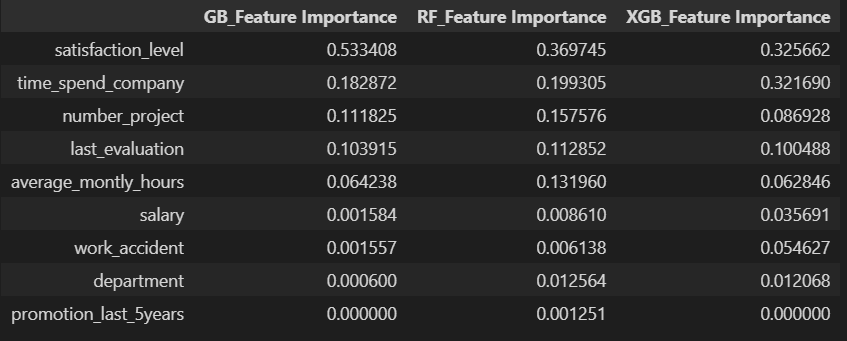 GB_Feature Importance RF_Feature Importance XGB_Feature Importance
satisfaction_level 0.533408 0.369745 0.325662
time_spend_company 0.182872 0.199305 0.321690
number_project 0.111825 0.157576 0.086928
last_evaluation 0.103915 0.112852 0.100488
average_montly_hours 0.064238 0.131960 0.062846
salary 0.001584 0.008610 0.035691
work_accident 0.001557 0.006138 0.054627
department 0.000600 0.012564 0.012068
promotion_last_5years 0.000000 0.001251 0.000000